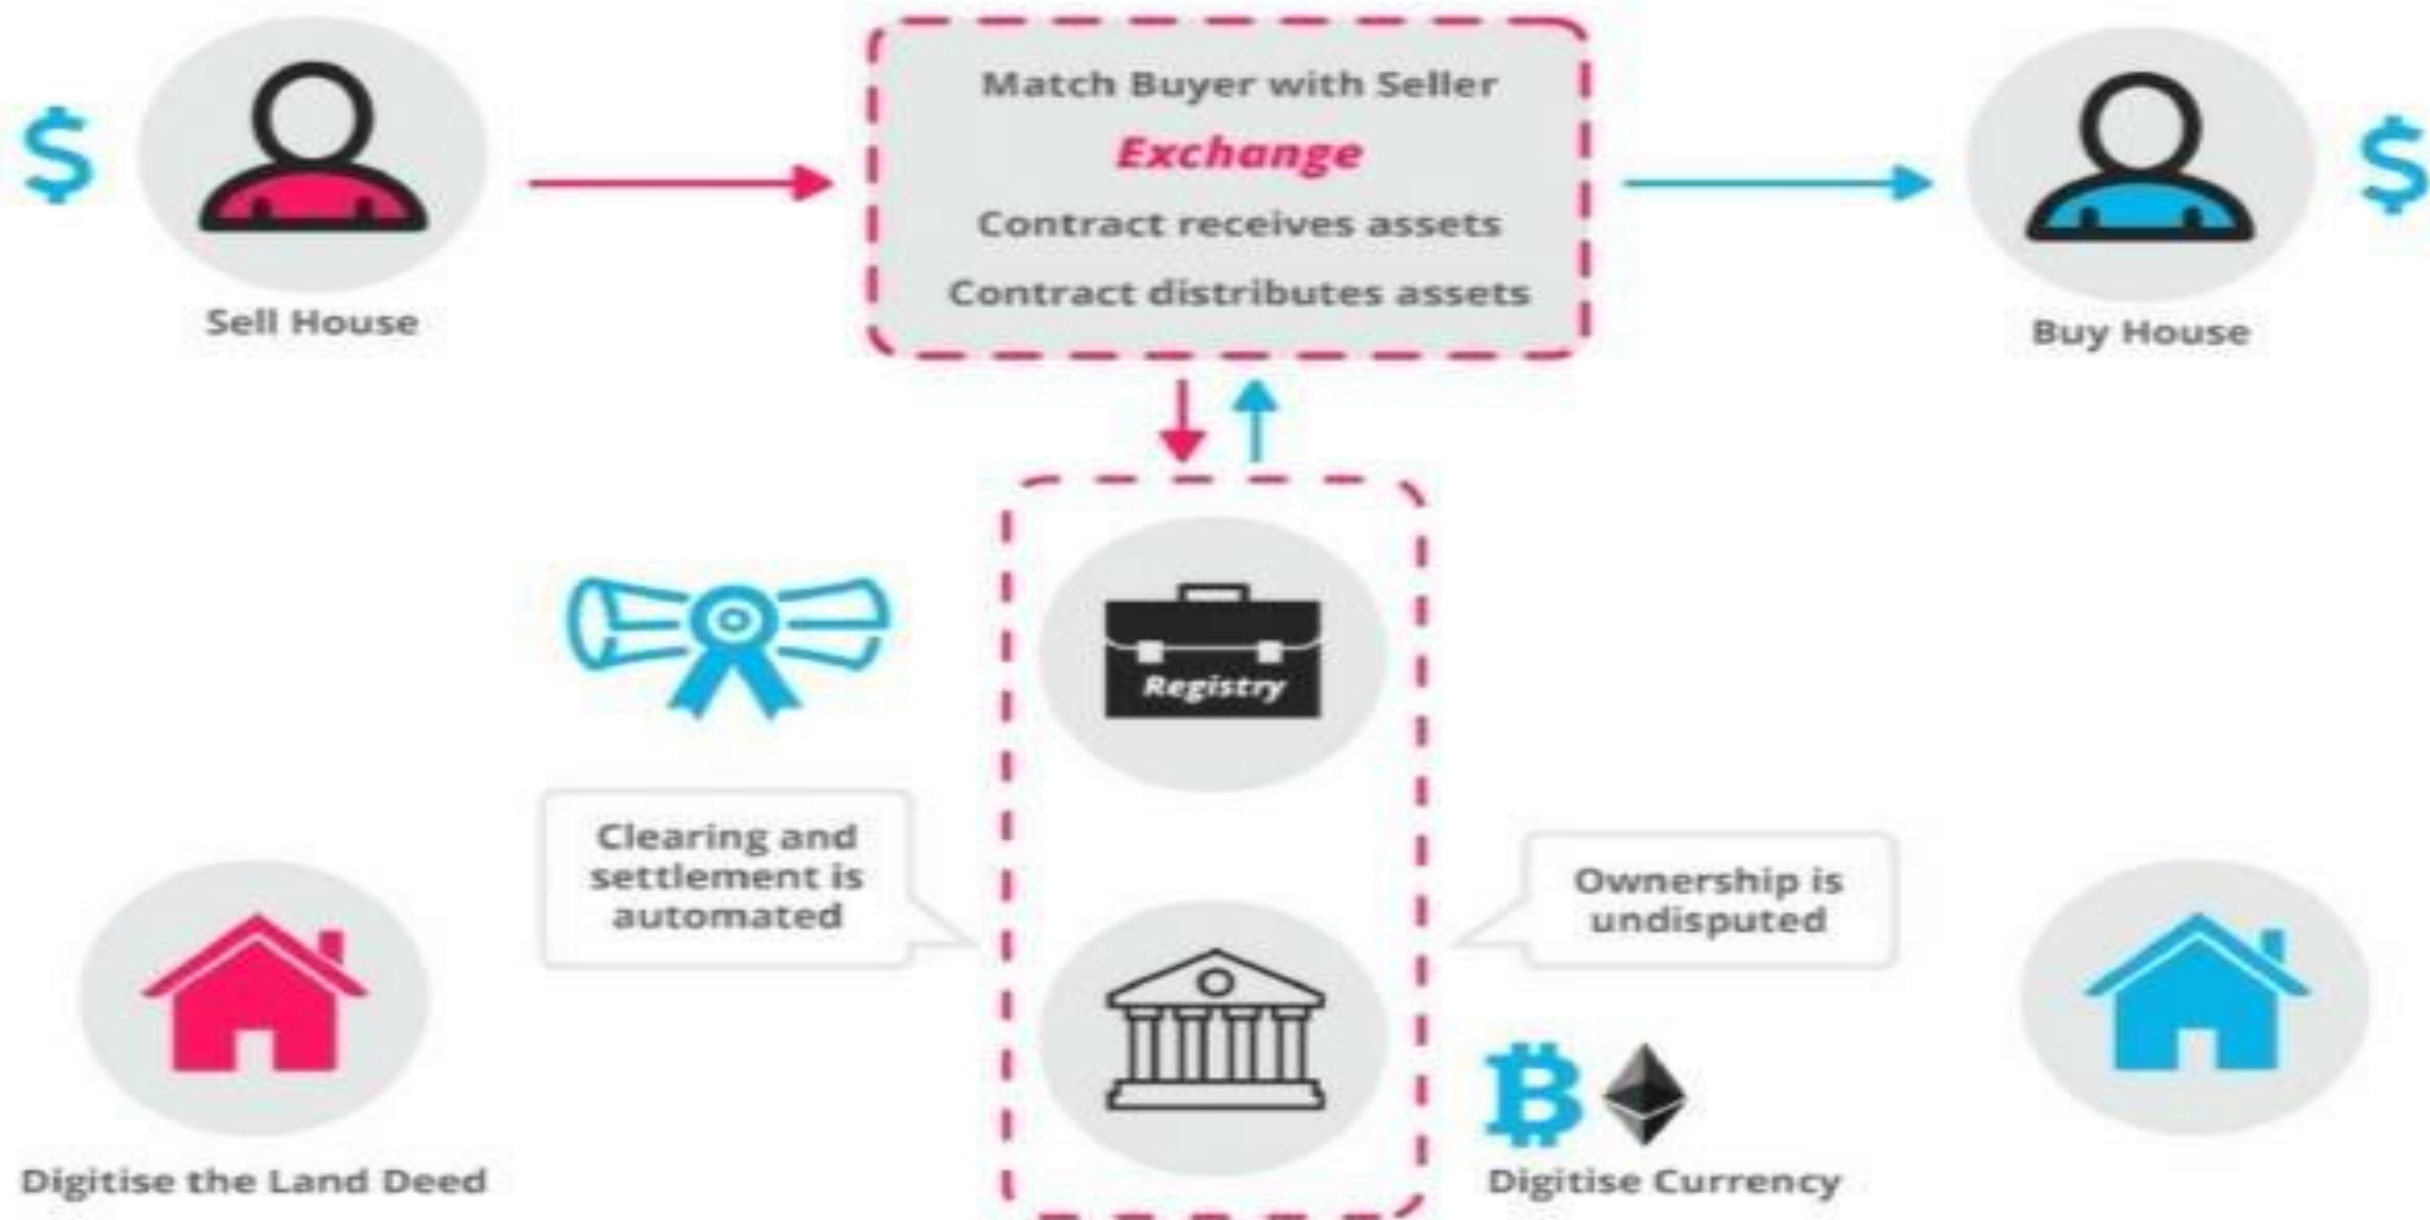 $
$
Match Buyer with Seller
Exchange
Contract receives assets
Contract distributes assets
Sell House
Buy House
Registry
Clearing and
settlement is
automated
Ownership is
undisputed
Digitise the Land Deed
Digitise Currency